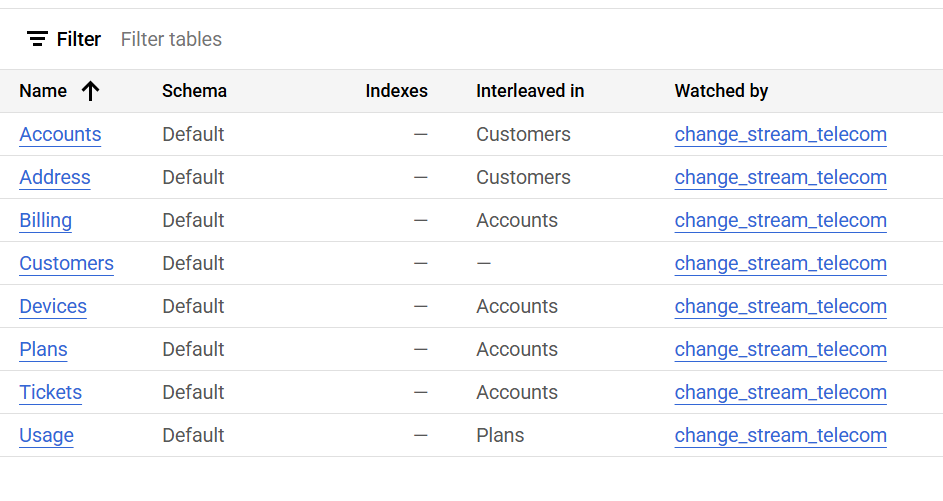 Filter Filter tables
Name Schema Indexes Interleaved in Watched by
Accounts Default — Customers change_stream_telecom
Address Default — Customers change_stream_telecom
Billing Default — Accounts change_stream_telecom
Customers Default — — change_stream_telecom
Devices Default — Accounts change_stream_telecom
Plans Default — Accounts change_stream_telecom
Tickets Default — Accounts change_stream_telecom
Usage Default — Plans change_stream_telecom